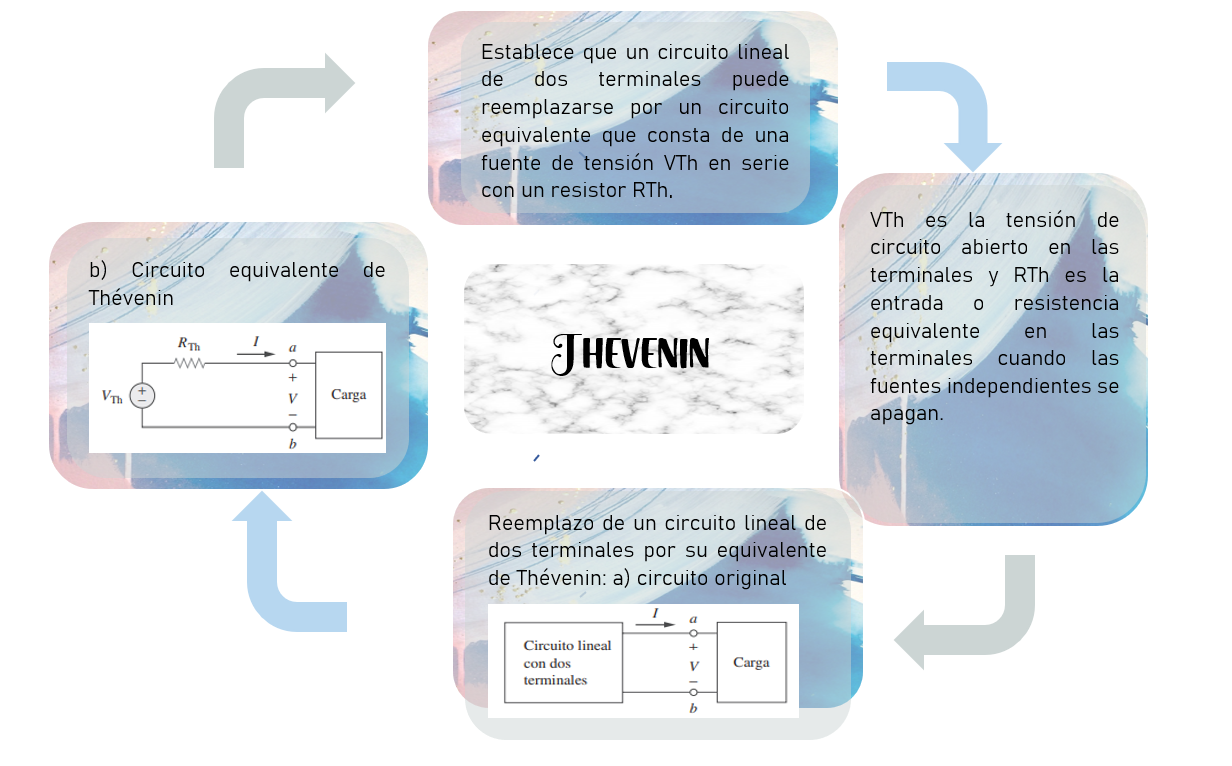 Establece que un circuito lineal
de dos terminales puede
reemplazarse por un circuito
equivalente que consta de una
fuente de tensión VTh en serie
con un resistor RTh.
VTh es la tensión de
circuito abierto en las
terminales y RTh es la
entrada o resistencia
equivalente en las
terminales cuando las
fuentes independientes se
apagan.
Reemplazo de un circuito lineal de
dos terminales por su equivalente
de Thévenin: a) circuito original
I
a
Circuito lineal
con dos
terminales
+
V
−
Carga
b
b) Circuito equivalente de
Thévenin
RTh
I
a
VTh
+
−
+
V
−
Carga
b
THEVENIN